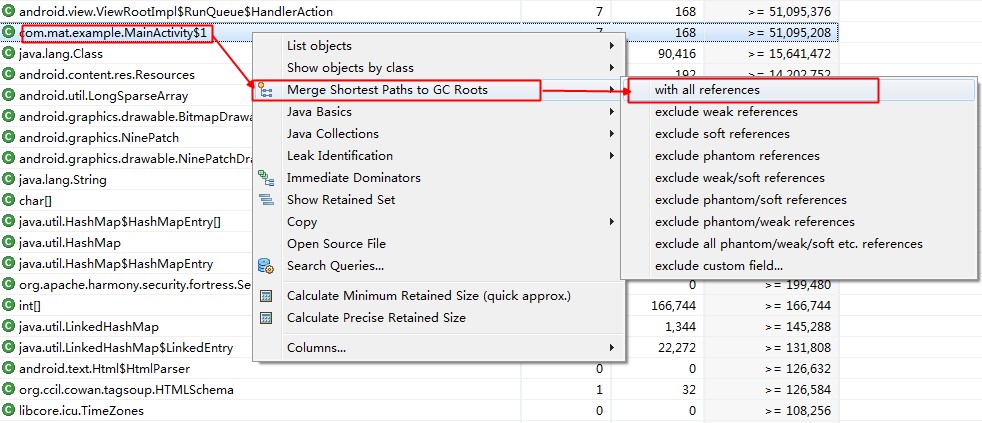 android.view.ViewRootImpl$RunQueue$HandlerAction 7 168 >= 51,095,376
com.mat.example.MainActivity$1 7 168 >= 51,095,208
java.lang.Class 90,416 >= 15,641,472
android.content.res.Resources 192 >= 14,202,752
android.util.LongSparseArray
android.graphics.drawable.BitmapDrawa
android.graphics.NinePatch
android.graphics.drawable.NinePatchDra
java.lang.String
char[]
java.util.HashMap$HashMapEntry[]
java.util.HashMap
java.util.HashMap$HashMapEntry
org.apache.harmony.security.fortress.Se 0 >= 199,480
int[] 166,744 >= 166,744
java.util.LinkedHashMap 1,344 >= 145,288
java.util.LinkedHashMap$LinkedEntry 22,272 >= 131,808
android.text.Html$HtmlParser 0 0 >= 126,632
org.ccil.cowan.tagsoup.HTMLSchema 1 32 >= 126,584
libcore.icu.TimeZones 0 0 >= 108,256
List objects
Show objects by class
Merge Shortest Paths to GC Roots
Java Basics
Java Collections
Leak Identification
Immediate Dominators
Show Retained Set
Copy
Open Source File
Search Queries...
Calculate Minimum Retained Size (quick approx.)
Calculate Precise Retained Size
Columns...
with all references
exclude weak references
exclude soft references
exclude phantom references
exclude weak/soft references
exclude phantom/soft references
exclude phantom/weak references
exclude all phantom/weak/soft etc. references
exclude custom field...